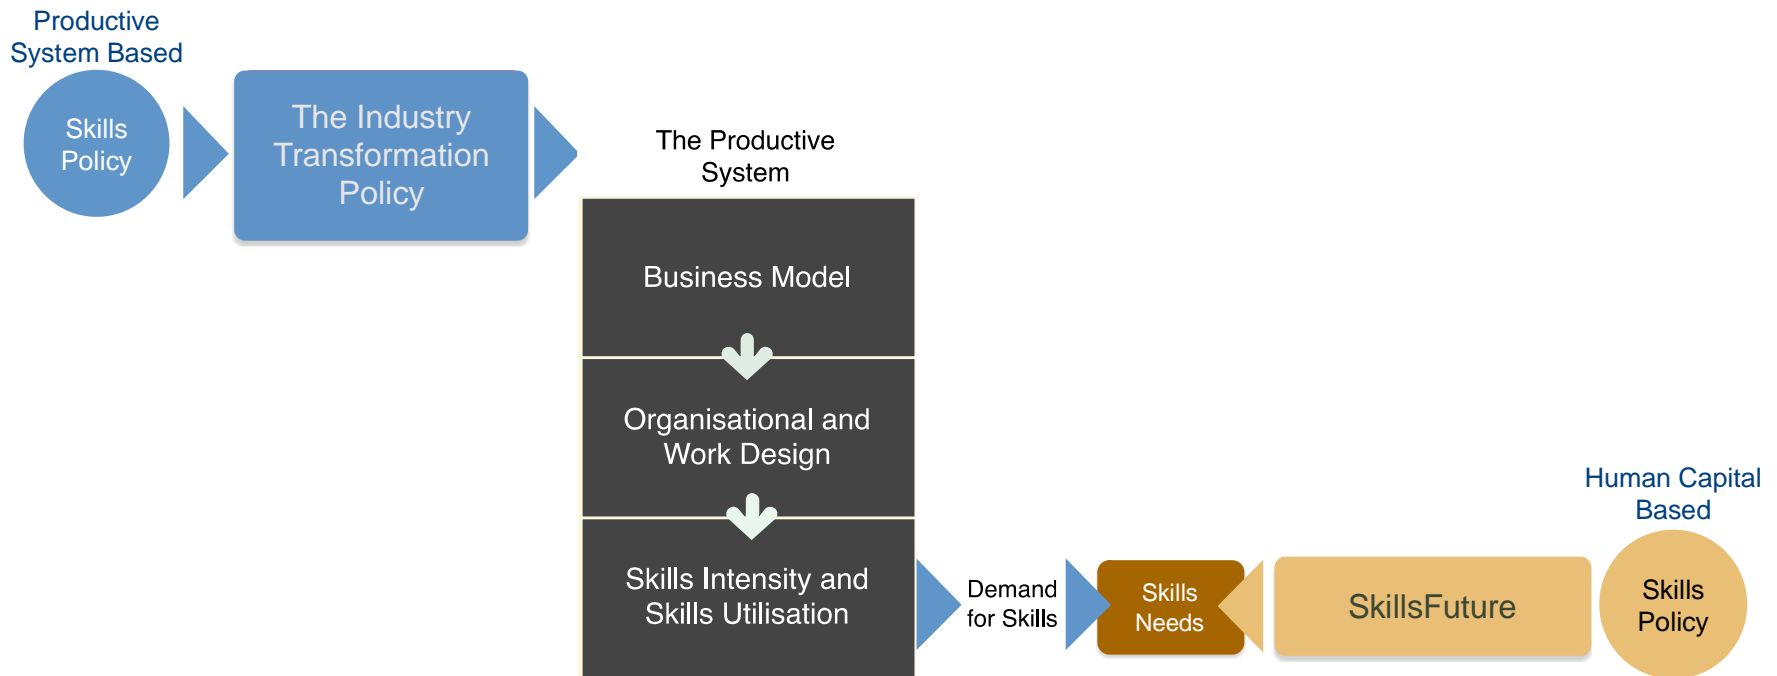 Productive
System Based
Skills
Policy
The Industry
Transformation
Policy
The Productive
System
Business Model
Organisational and
Work Design
Skills Intensity and
Skills Utilisation
Demand
for Skills
Skills
Needs
SkillsFuture
Human Capital
Based
Skills
Policy